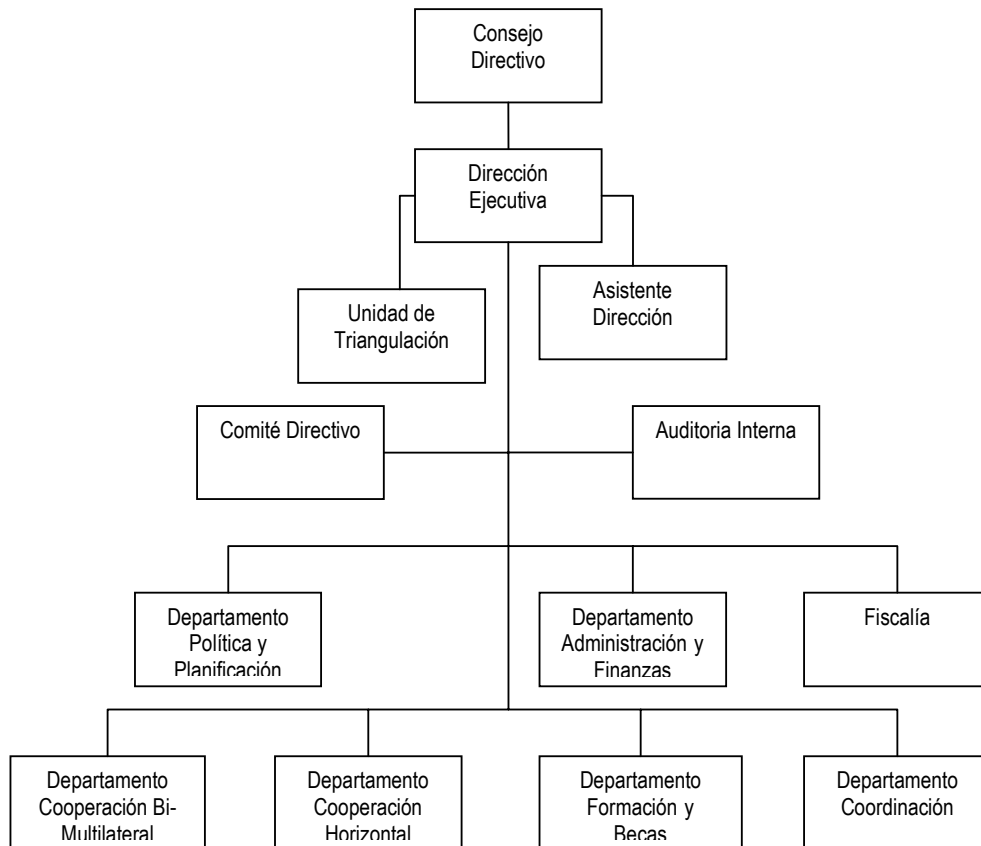 Consejo
Directivo
Dirección
Ejecutiva
Unidad de
Triangulación
Asistente
Dirección
Comité Directivo
Auditoria Interna
Departamento
Política y
Planificación
Departamento
Administración y
Finanzas
Fiscalía
Departamento
Cooperación Bi-
Multilateral
Departamento
Cooperación
Horizontal
Departamento
Formación y
Becas
Departamento
Coordinación